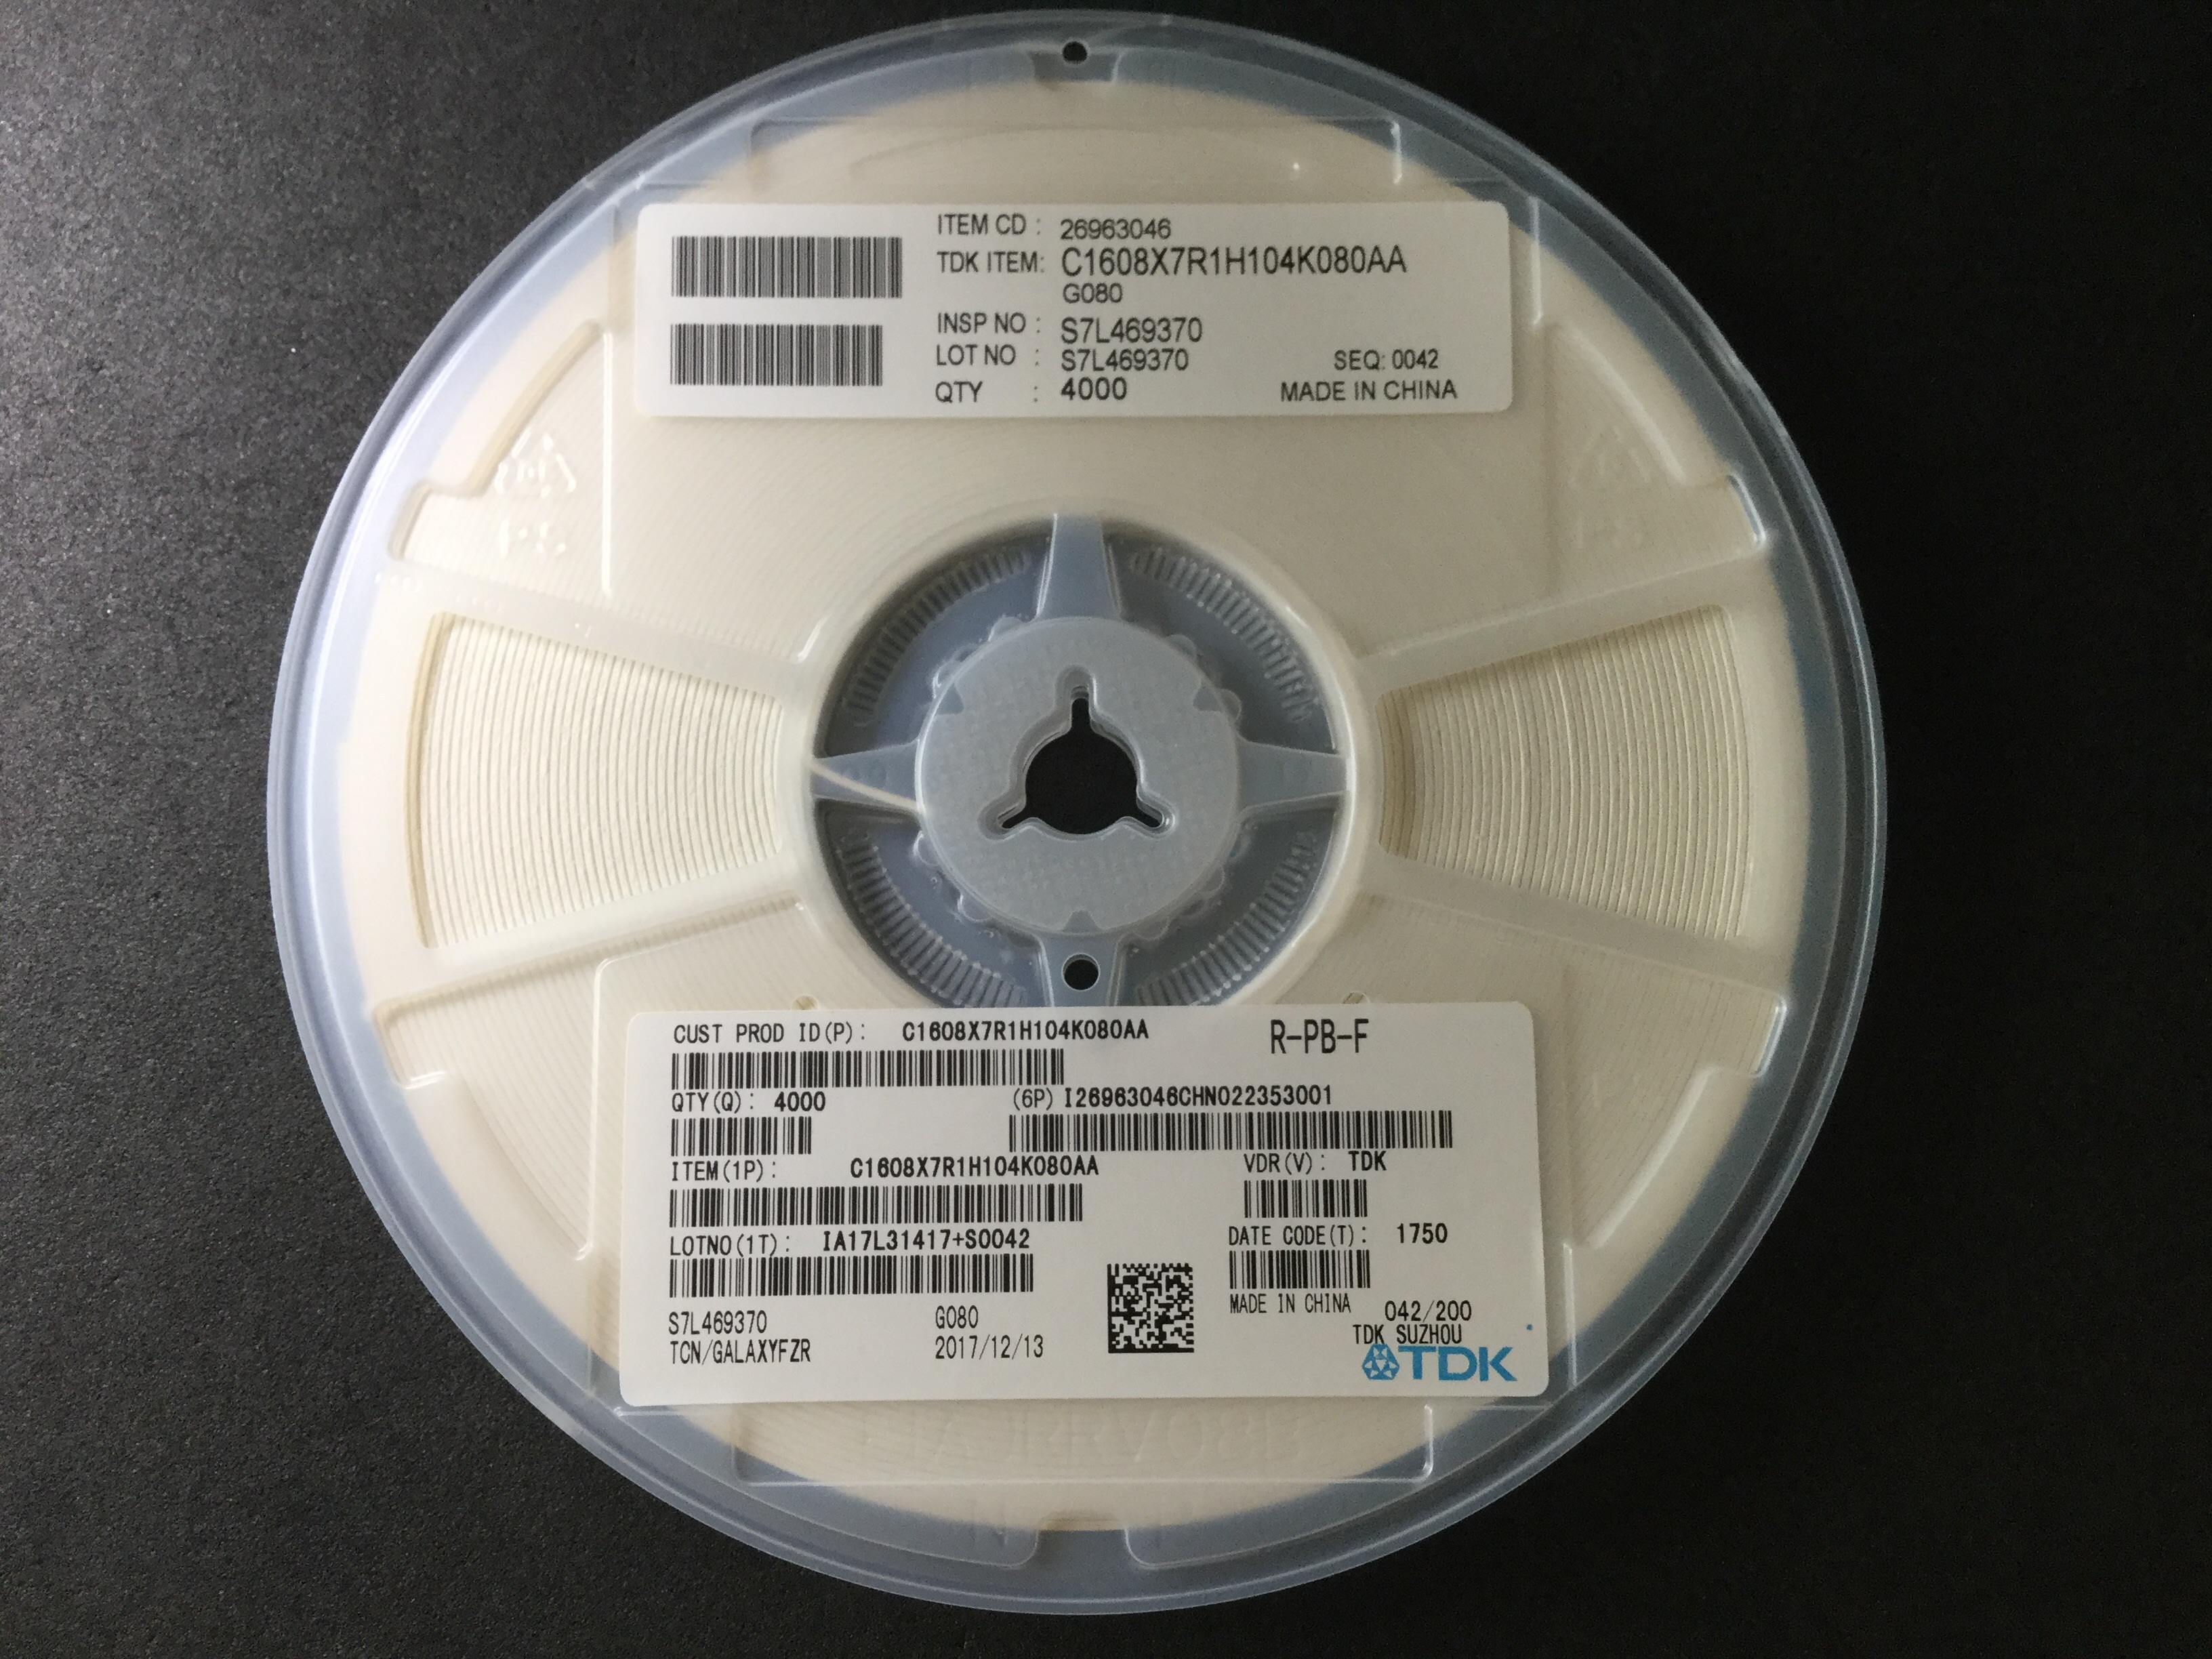 ITEM CD : 26963046
TDK ITEM: C1608X7R1H104K080AA
G080
INSP NO : S7L469370
LOT NO : S7L469370 SEQ: 0042
QTY : 4000 MADE IN CHINA
PS
CUST PROD ID(P): C1608X7R1H104K080AA R-PB-F
QTY(Q): 4000 (6P) I26963046CHN022353001
ITEM(1P): C1608X7R1H104K080AA VDR(V): TDK
LOTNO(1T): IA17L31417+S0042 DATE CODE(T): 1750
MADE IN CHINA 042/200
S7L469370 G080 TDK SUZHOU
TCN/GALAXYFZR 2017/12/13 TDK